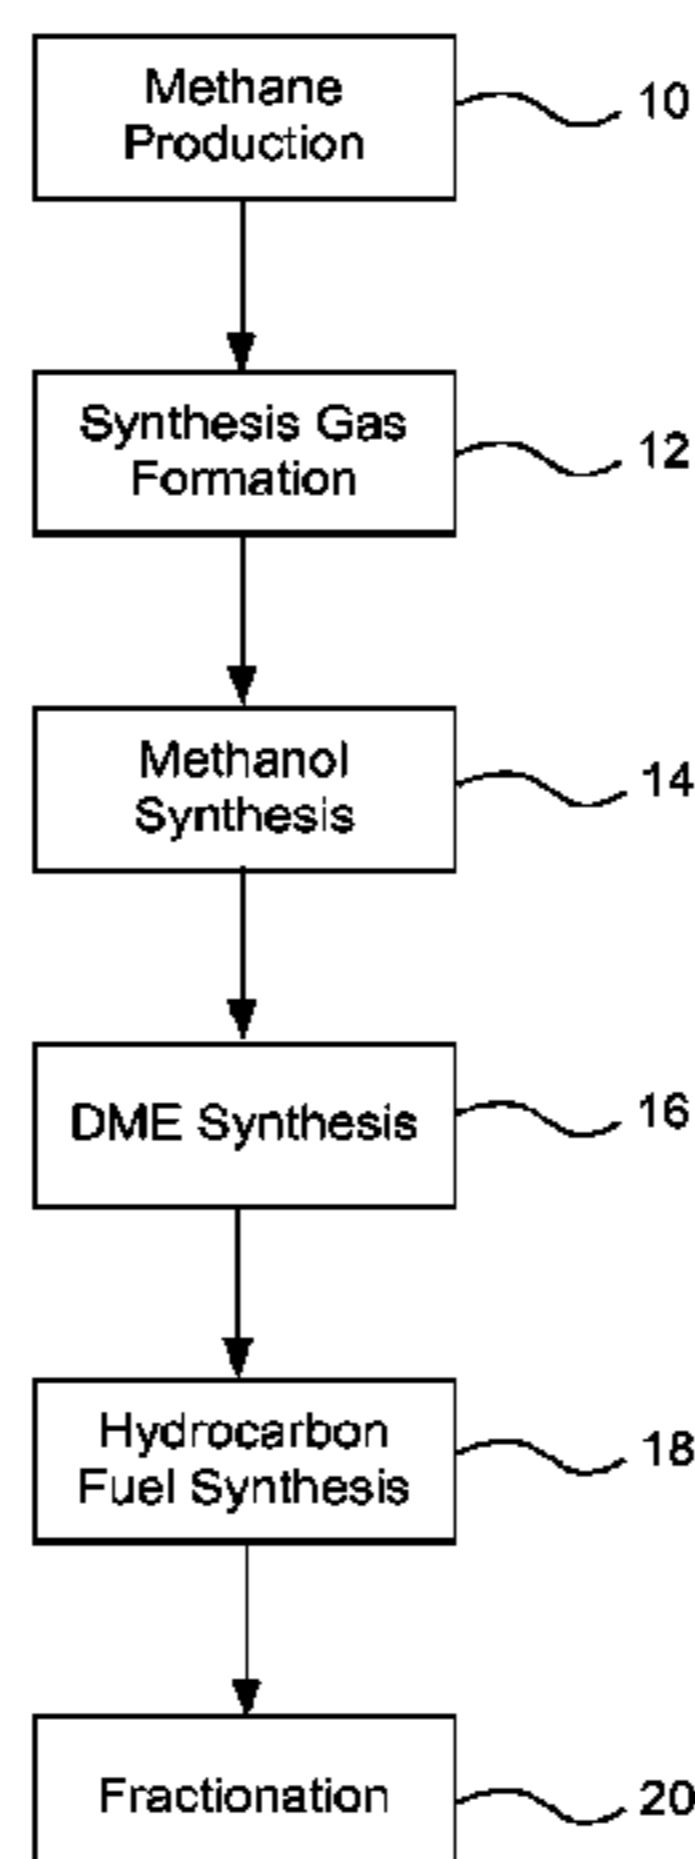 Methane
Production
10
Synthesis Gas
Formation
12
Methanol
Synthesis
14
DME Synthesis
16
Hydrocarbon
Fuel Synthesis
18
Fractionation
20